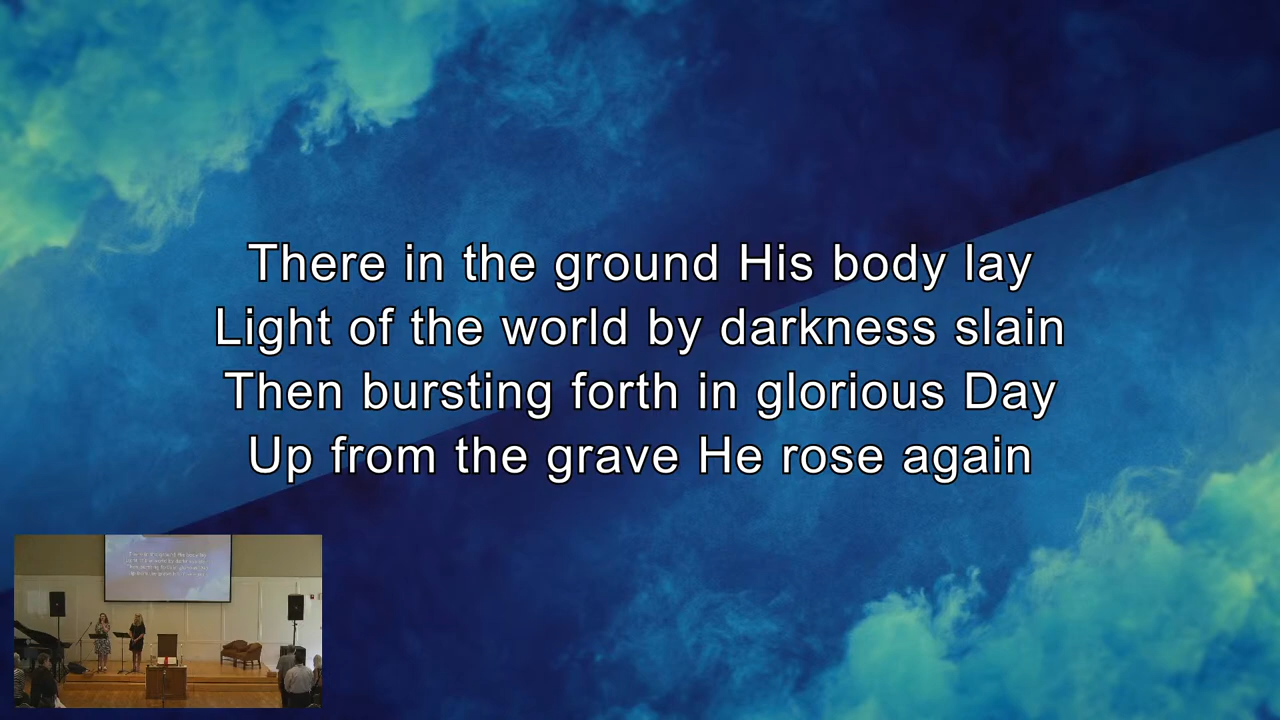 There in the ground His body lay
Light of the world by darkness slain
Then bursting forth in glorious Day
Up from the grave He rose again